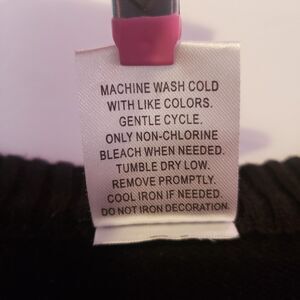 MACHINE WASH COLD
WITH LIKE COLORS.
GENTLE CYCLE.
ONLY NON-CHLORINE
BLEACH WHEN NEEDED.
TUMBLE DRY LOW.
REMOVE PROMPTLY.
COOL IRON IF NEEDED.
DO NOT IRON DECORATION.